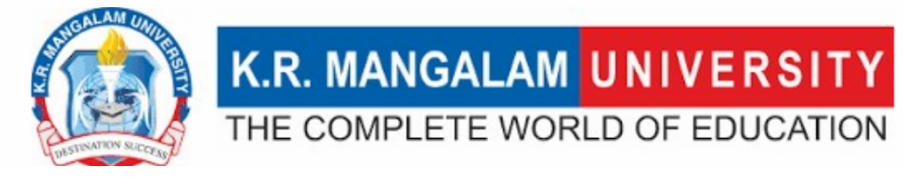 K.R. MANGALAM UNIVERSITY
DESTINATION SUCCESS
K.R. MANGALAM UNIVERSITY
THE COMPLETE WORLD OF EDUCATION